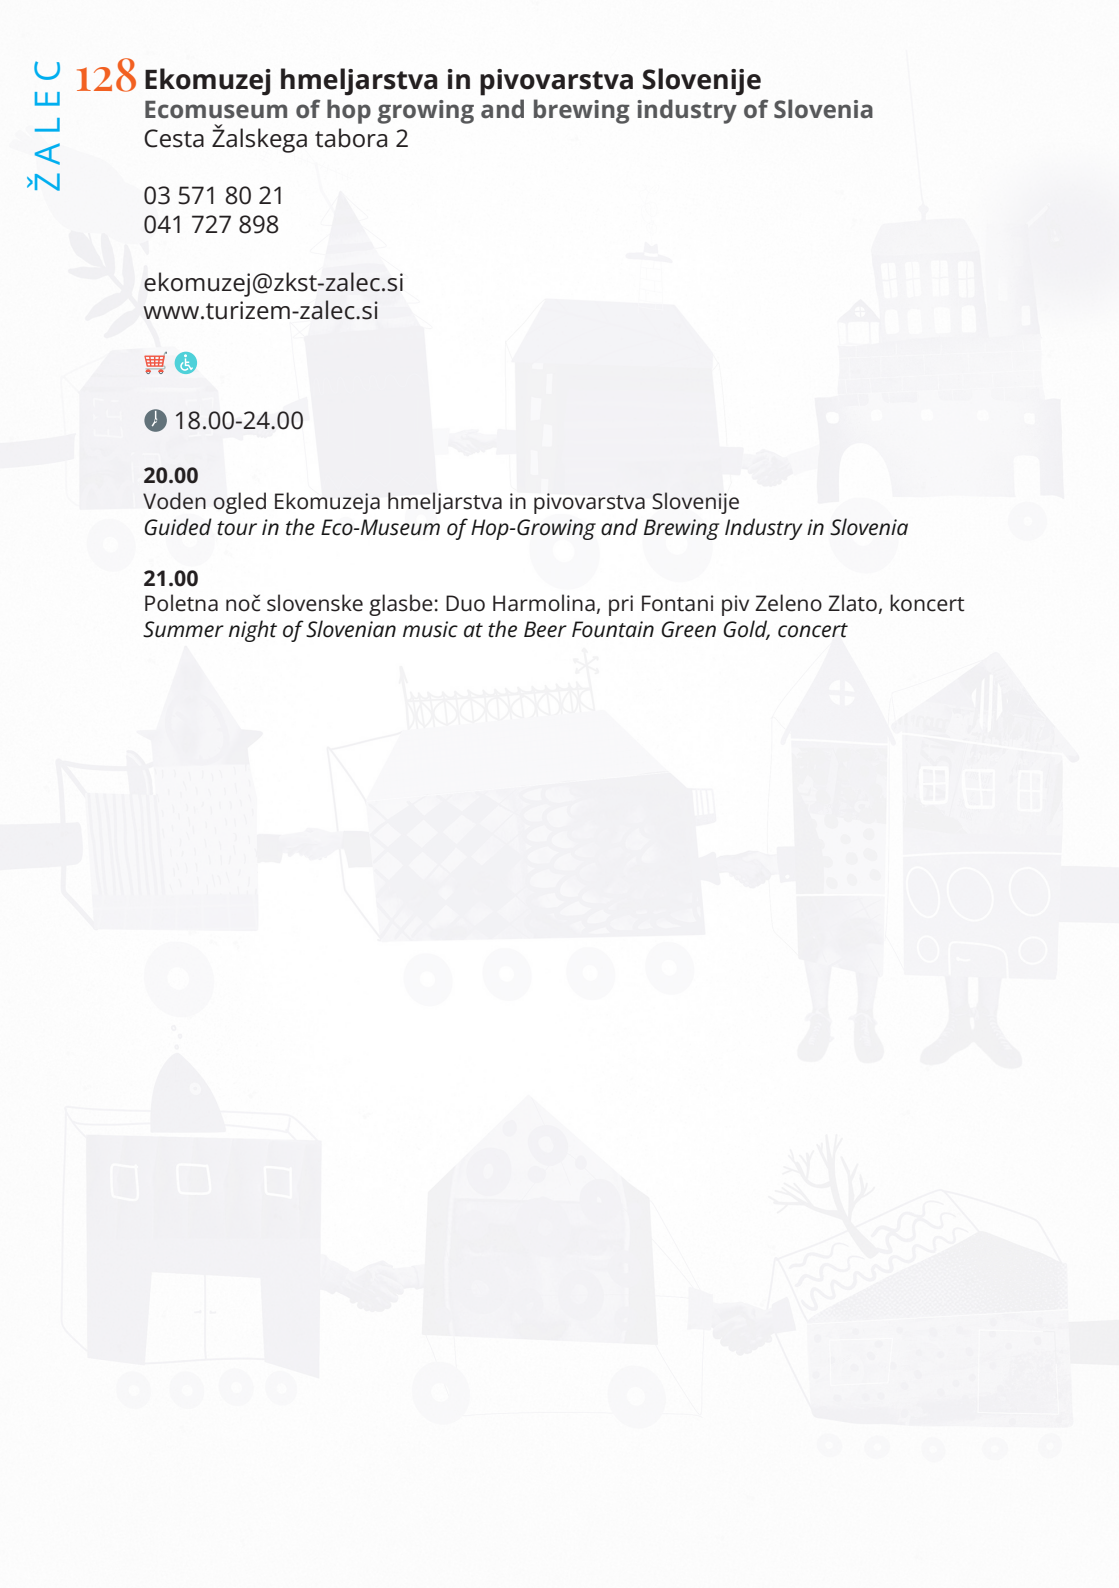 ŽALEC
128 Ekomuzej hmeljarstva in pivovarstva Slovenije
Ecomuseum of hop growing and brewing industry of Slovenia
Cesta Žalskega tabora 2
03 571 80 21
041 727 898
ekomuzej@zkst-zalec.si
www.turizem-zalec.si
18.00-24.00
20.00
Voden ogled Ekomuzeja hmeljarstva in pivovarstva Slovenije
Guided tour in the Eco-Museum of Hop-Growing and Brewing Industry in Slovenia
21.00
Poletna noč slovenske glasbe: Duo Harmolina, pri Fontani piv Zeleno Zlato, koncert
Summer night of Slovenian music at the Beer Fountain Green Gold, concert